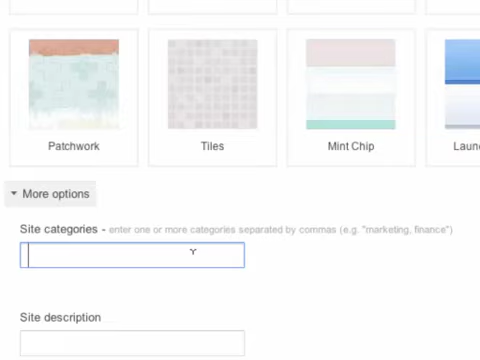 Patchwork
Tiles
Mint Chip
More options
Site categories - enter one or more categories separated by commas (e.g. "marketing, finance")
Site description